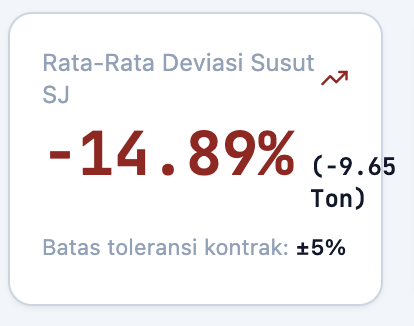 Rata-Rata Deviasi Susut
SJ
-14.89% (-9.65
Ton)
Batas toleransi kontrak: ±5%